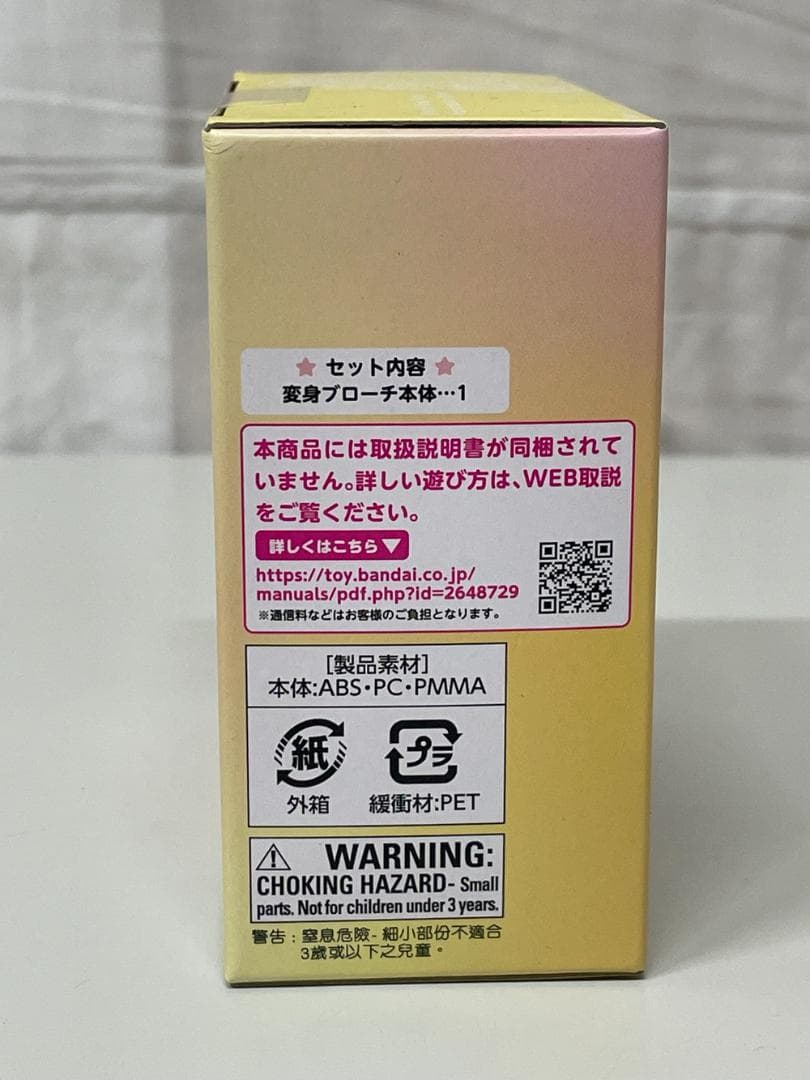 セット内容
変身ブローチ本体…1
本商品には取扱説明書が同梱されて
いません。詳しい遊び方は、WEB取説
をご覧ください。
詳しくはこちら▼
https://toy.bandai.co.jp/
manuals/pdf.php?id=2648729
※通信料などはお客様のご負担となります。
[製品素材]
本体:ABS・PC・PMMA
紙
プラ
外箱
緩衝材:PET
WARNING:
CHOKING HAZARD- Small
parts. Not for children under 3 years.
警告：窒息危險-細小部份不適合
3歲或以下之兒童。